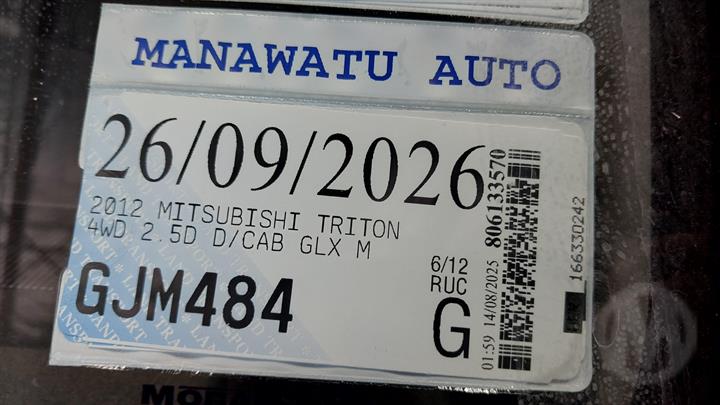 MANAWATU AUTO
26/09/2026
2012 MITSUBISHI TRITON
4WD 2.5D D/CAB GLX M
6/12
RUC
GJM484
G
01:59 14/08/2025 806133570
166330242